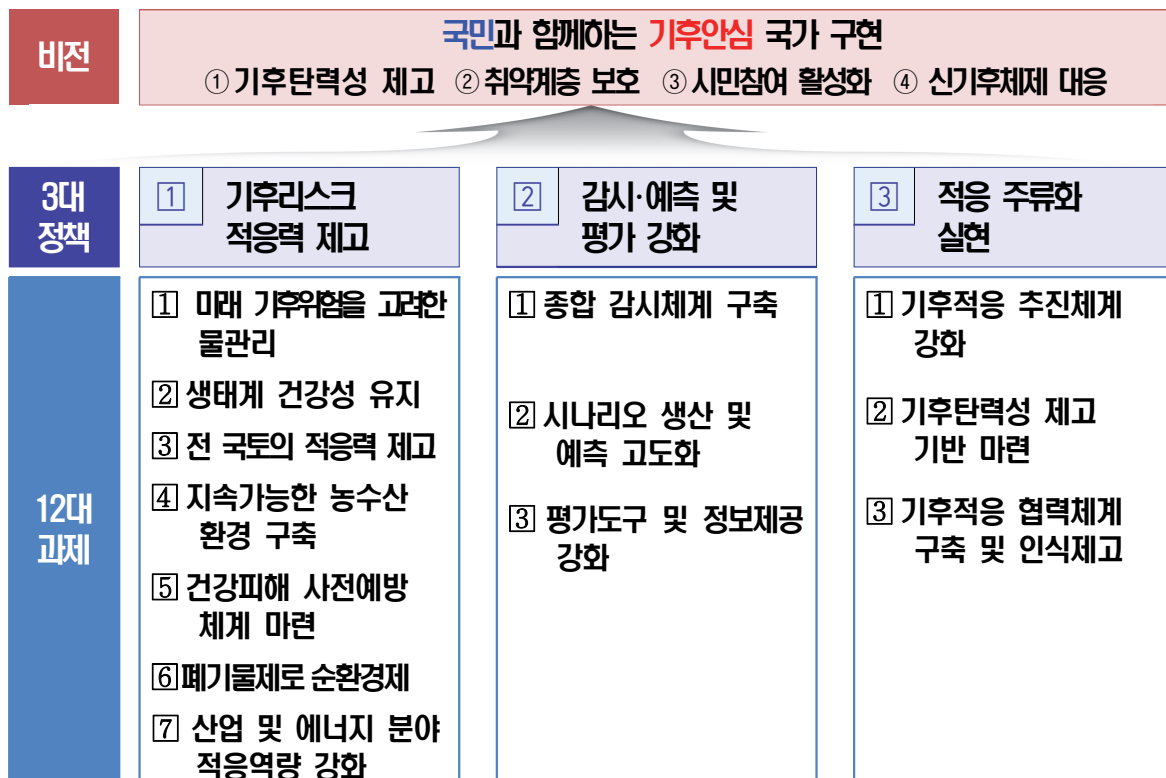 비전
국민과 함께하는 기후안심 국가 구현
① 기후탄력성 제고 ② 취약계층 보호 ③ 시민참여 활성화 ④ 신기후체제 대응
3대
정책
1 기후리스크
적응력 제고
2 감시·예측 및
평가 강화
3 적응 주류화
실현
12대
과제
1 미래 기후위험을 고려한
물관리
2 생태계 건강성 유지
3 전 국토의 적응력 제고
4 지속가능한 농수산
환경 구축
5 건강피해 사전예방
체계 마련
6 폐기물제로 순환경제
7 산업 및 에너지 분야
적응역량 강화
1 종합 감시체계 구축
2 시나리오 생산 및
예측 고도화
3 평가도구 및 정보제공
강화
1 기후적응 추진체계
강화
2 기후탄력성 제고
기반 마련
3 기후적응 협력체계
구축 및 인식제고